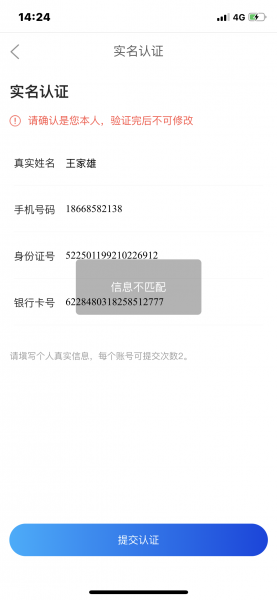 14:24
4G
实名认证
实名认证
请确认是您本人，验证完后不可修改
真实姓名 王家雄
手机号码 18668582138
身份证号 522501199210226912
信息不匹配
银行卡号 6228480318258512777
请填写个人真实信息，每个账号可提交次数2。
提交认证